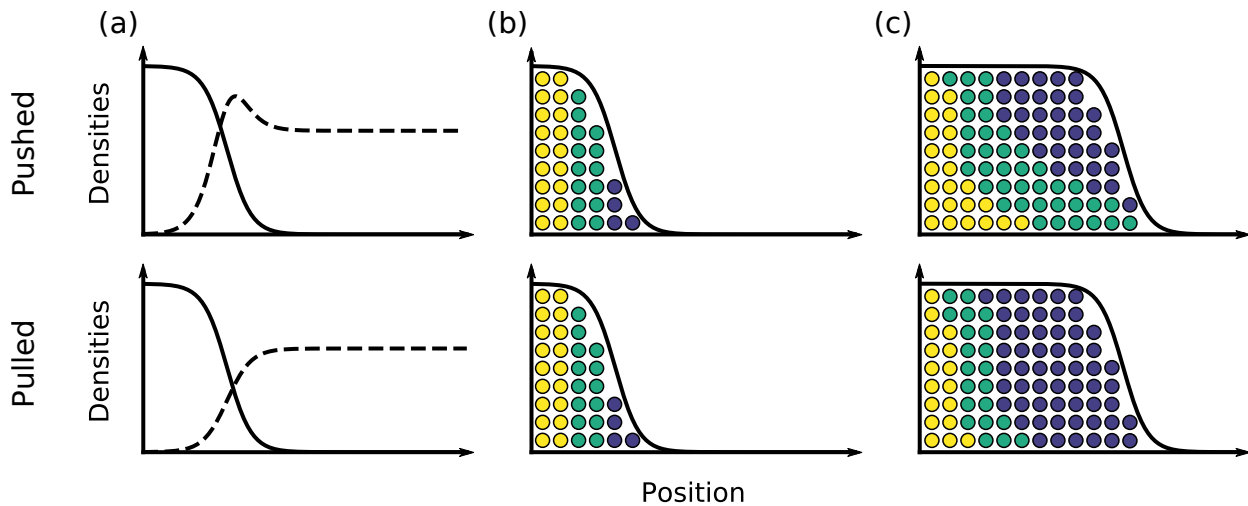 (a)
(b)
(c)
Pushed
Densities
Pulled
Densities
Position